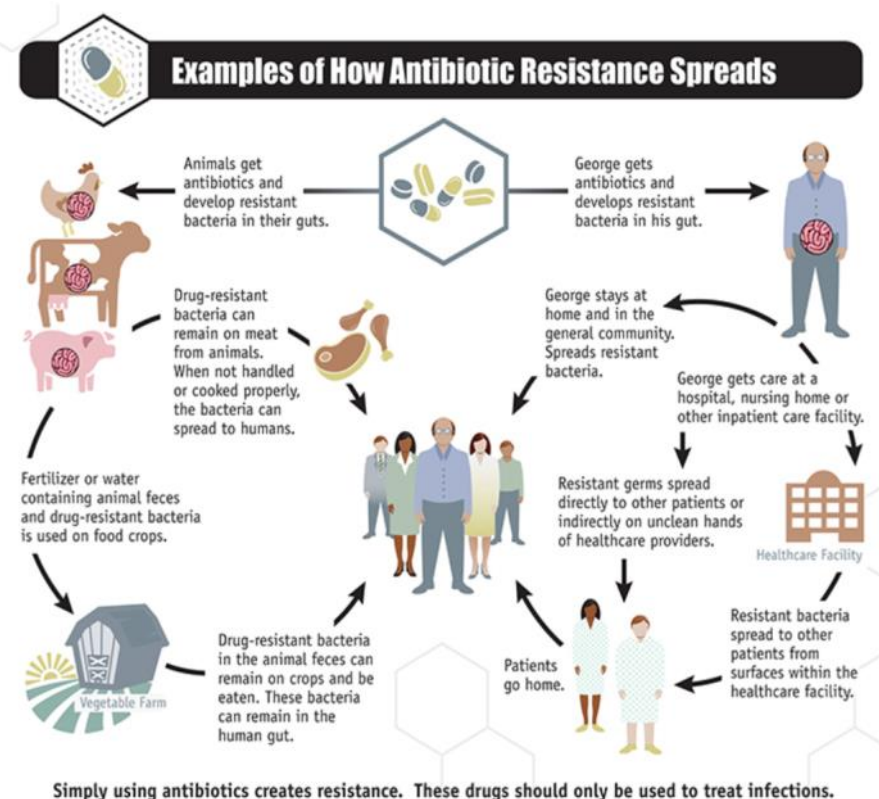 Examples of How Antibiotic Resistance Spreads
Animals get
antibiotics and
develop resistant
bacteria in their guts.
George gets
antibiotics and
develops resistant
bacteria in his gut.
Drug-resistant
bacteria can
remain on meat
from animals.
When not handled
or cooked properly,
the bacteria can
spread to humans.
George stays at
home and in the
general community.
Spreads resistant
bacteria.
George gets care at a
hospital, nursing home or
other inpatient care facility.
Fertilizer or water
containing animal feces
and drug-resistant bacteria
is used on food crops.
Resistant germs spread
directly to other patients or
indirectly on unclean hands
of healthcare providers.
Healthcare Facility
Vegetable Farm
Drug-resistant bacteria
in the animal feces can
remain on crops and be
eaten. These bacteria
can remain in the
human gut.
Patients
go home.
Resistant bacteria
spread to other
patients from
surfaces within the
healthcare facility.
Simply using antibiotics creates resistance. These drugs should only be used to treat infections.